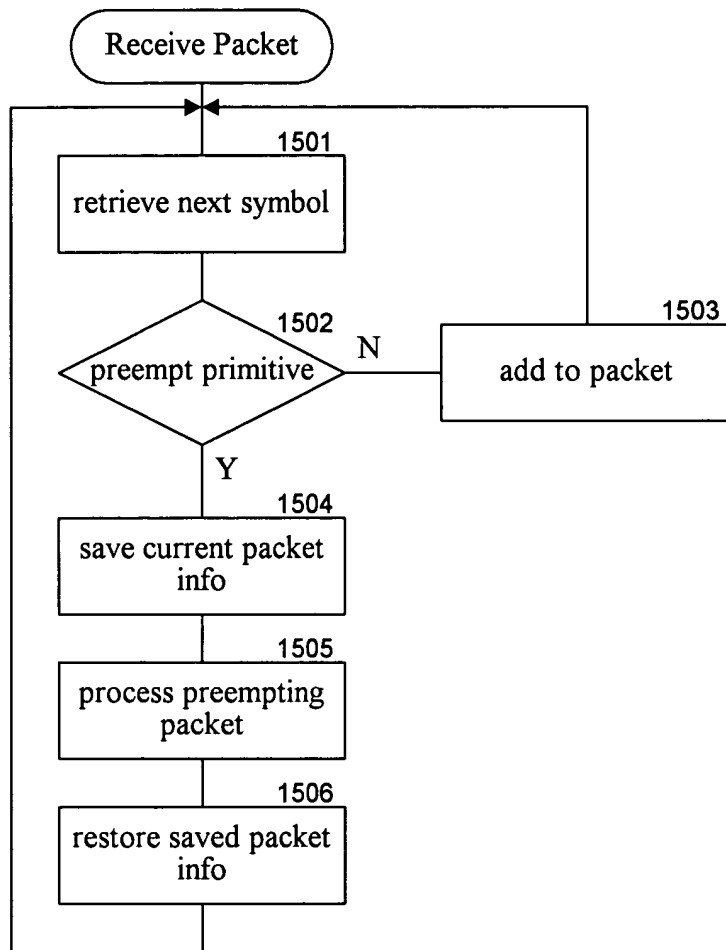 Receive Packet
1501
retrieve next symbol
1502
preempt primitive
N
1503
add to packet
Y
1504
save current packet
info
1505
process preempting
packet
1506
restore saved packet
info